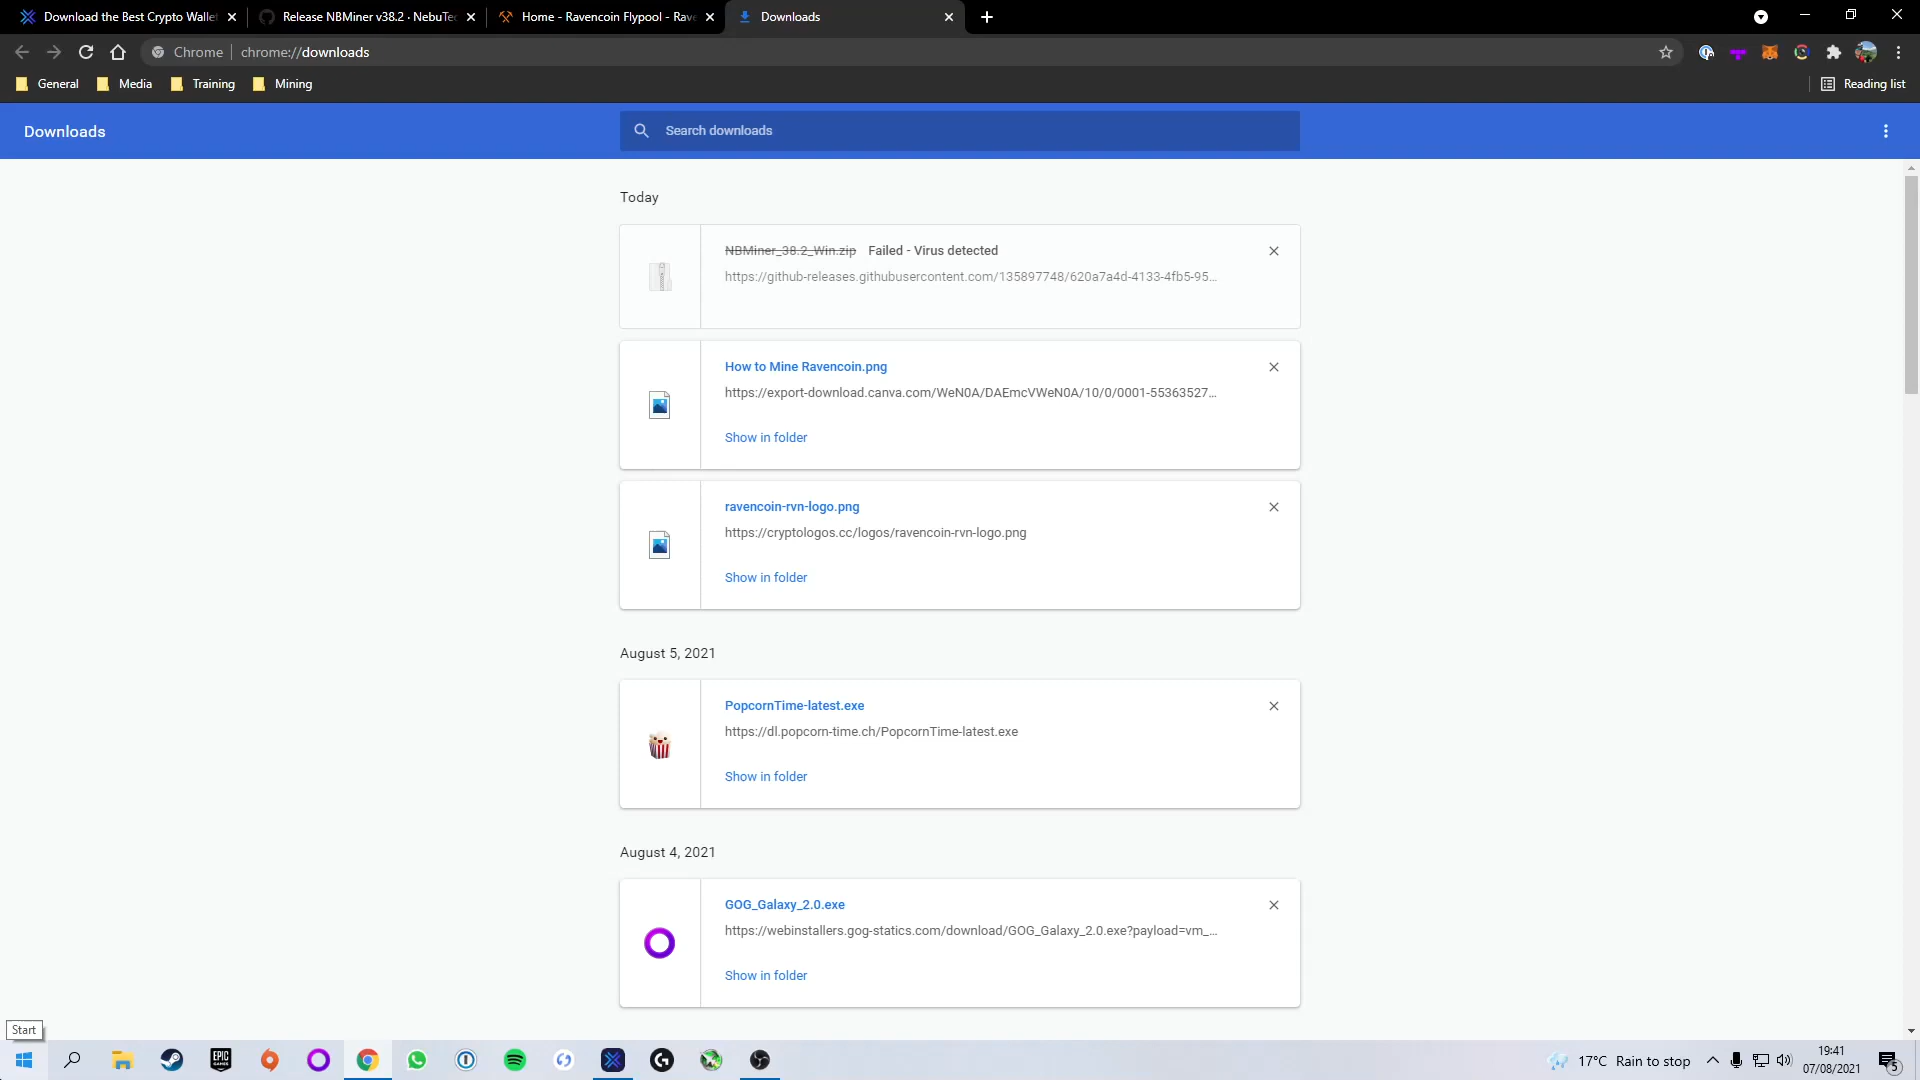 Download the Best Crypto Wallet
Release NBMiner v38.2 · NebuTec
Home - Ravencoin Flypool - Rave
Downloads
Chrome
chrome://downloads
General
Media
Training
Mining
Reading list
Downloads
Search downloads
Today
NBMiner_38.2_Win.zip Failed - Virus detected
https://github-releases.githubusercontent.com/135897748/620a7a4d-4133-4fb5-95...
How to Mine Ravencoin.png
https://export-download.canva.com/WeN0A/DAEmcVWeN0A/10/0/0001-55363527...
Show in folder
ravencoin-rvn-logo.png
https://cryptologos.cc/logos/ravencoin-rvn-logo.png
Show in folder
August 5, 2021
PopcornTime-latest.exe
https://dl.popcorn-time.ch/PopcornTime-latest.exe
Show in folder
August 4, 2021
GOG_Galaxy_2.0.exe
https://webinstallers.gog-statics.com/download/GOG_Galaxy_2.0.exe?payload=vm_...
Show in folder
Start
EPIC
GAMES
17°C Rain to stop
19:41
07/08/2021
5